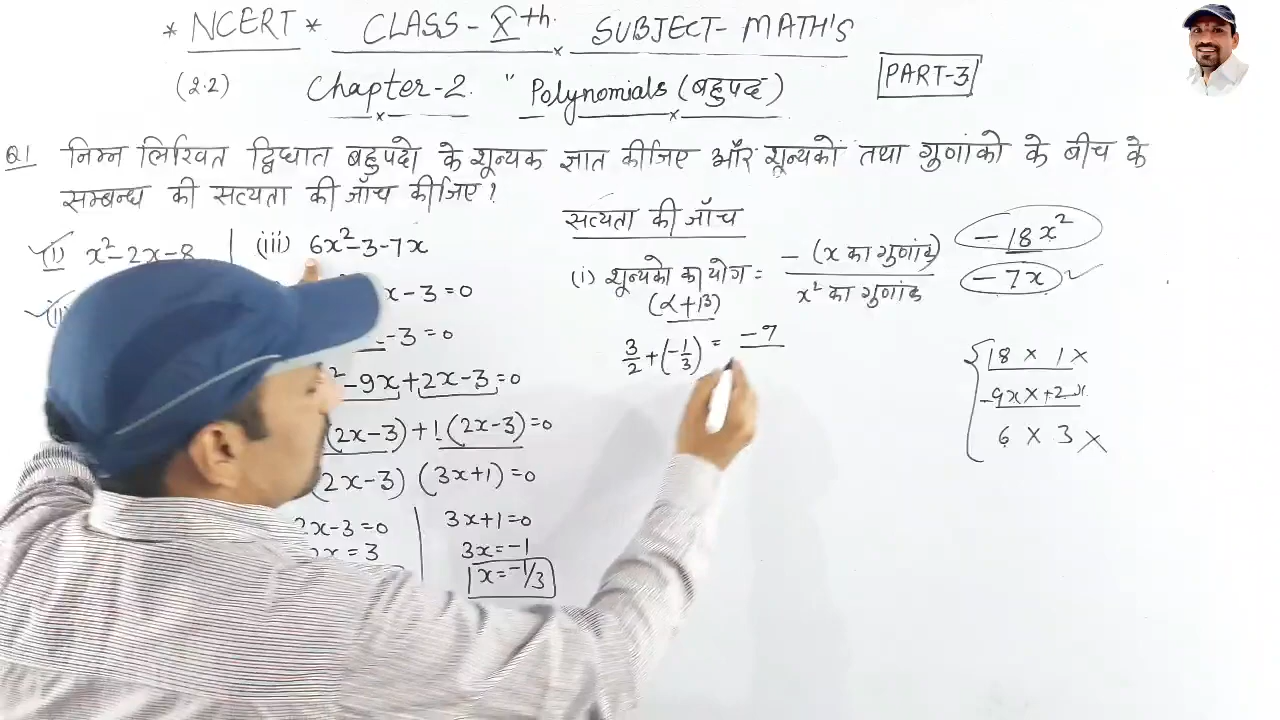 * NCERT * CLASS - Xth. SUBJECT - MATH'S
(2.2) Chapter-2. " Polynomials (बहुपद) PART-3
Q1 निम्न लिखित द्विघात बहुपदो के शून्यक ज्ञात कीजिए और शून्यकों तथा गुणांको के बीच के
सम्बन्ध की सत्यता की जाँच कीजिए?
(i) x²-2x-8
(iii) 6x²-3-7x
x-3=0
-3=0
-9x+2x-3=0
(2x-3)+1(2x-3)=0
(2x-3) (3x+1)=0
2x-3=0
2x=3
3x+1=0
3x=-1
x=-1/3
सत्यता की जाँच
(i) शून्यको का योग = -(x का गुणांक) / x² का गुणांक
(α+β)
3/2+(-1/3) = -7
-18x²
-7x
18 × 1 ×
-9x × +2x
6 × 3 ×